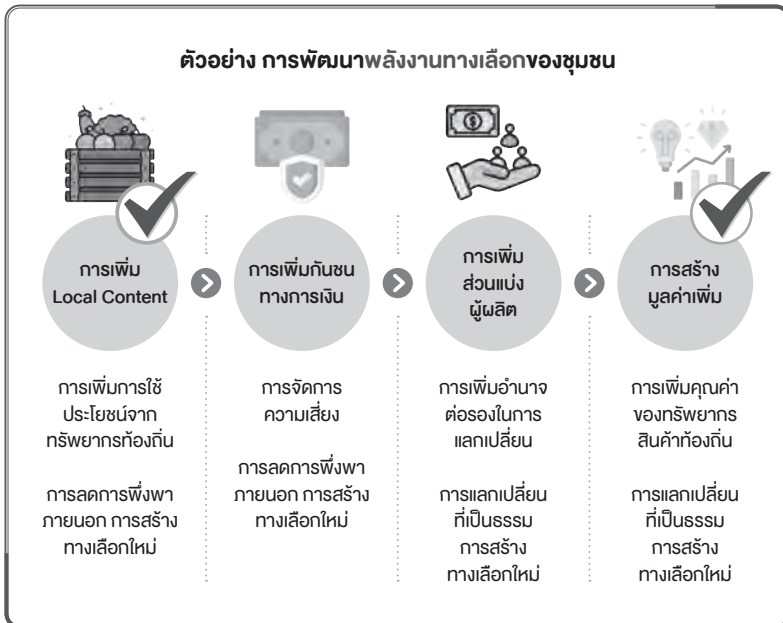 ตัวอย่าง การพัฒนาพลังงานทางเลือกของชุมชน
การเพิ่ม
Local Content
การเพิ่มกันชน
ทางการเงิน
การเพิ่ม
ส่วนแบ่ง
ผู้ผลิต
การสร้าง
มูลค่าเพิ่ม
การเพิ่มการใช้
ประโยชน์จาก
ทรัพยากรท้องถิ่น
การลดการพึ่งพา
ภายนอก การสร้าง
ทางเลือกใหม่
การจัดการ
ความเสี่ยง
การลดการพึ่งพา
ภายนอก การสร้าง
ทางเลือกใหม่
การเพิ่มอำนาจ
ต่อรองในการ
แลกเปลี่ยน
การแลกเปลี่ยน
ที่เป็นธรรม
การสร้าง
ทางเลือกใหม่
การเพิ่มคุณค่า
ของทรัพยากร
สินค้าท้องถิ่น
การแลกเปลี่ยน
ที่เป็นธรรม
การสร้าง
ทางเลือกใหม่